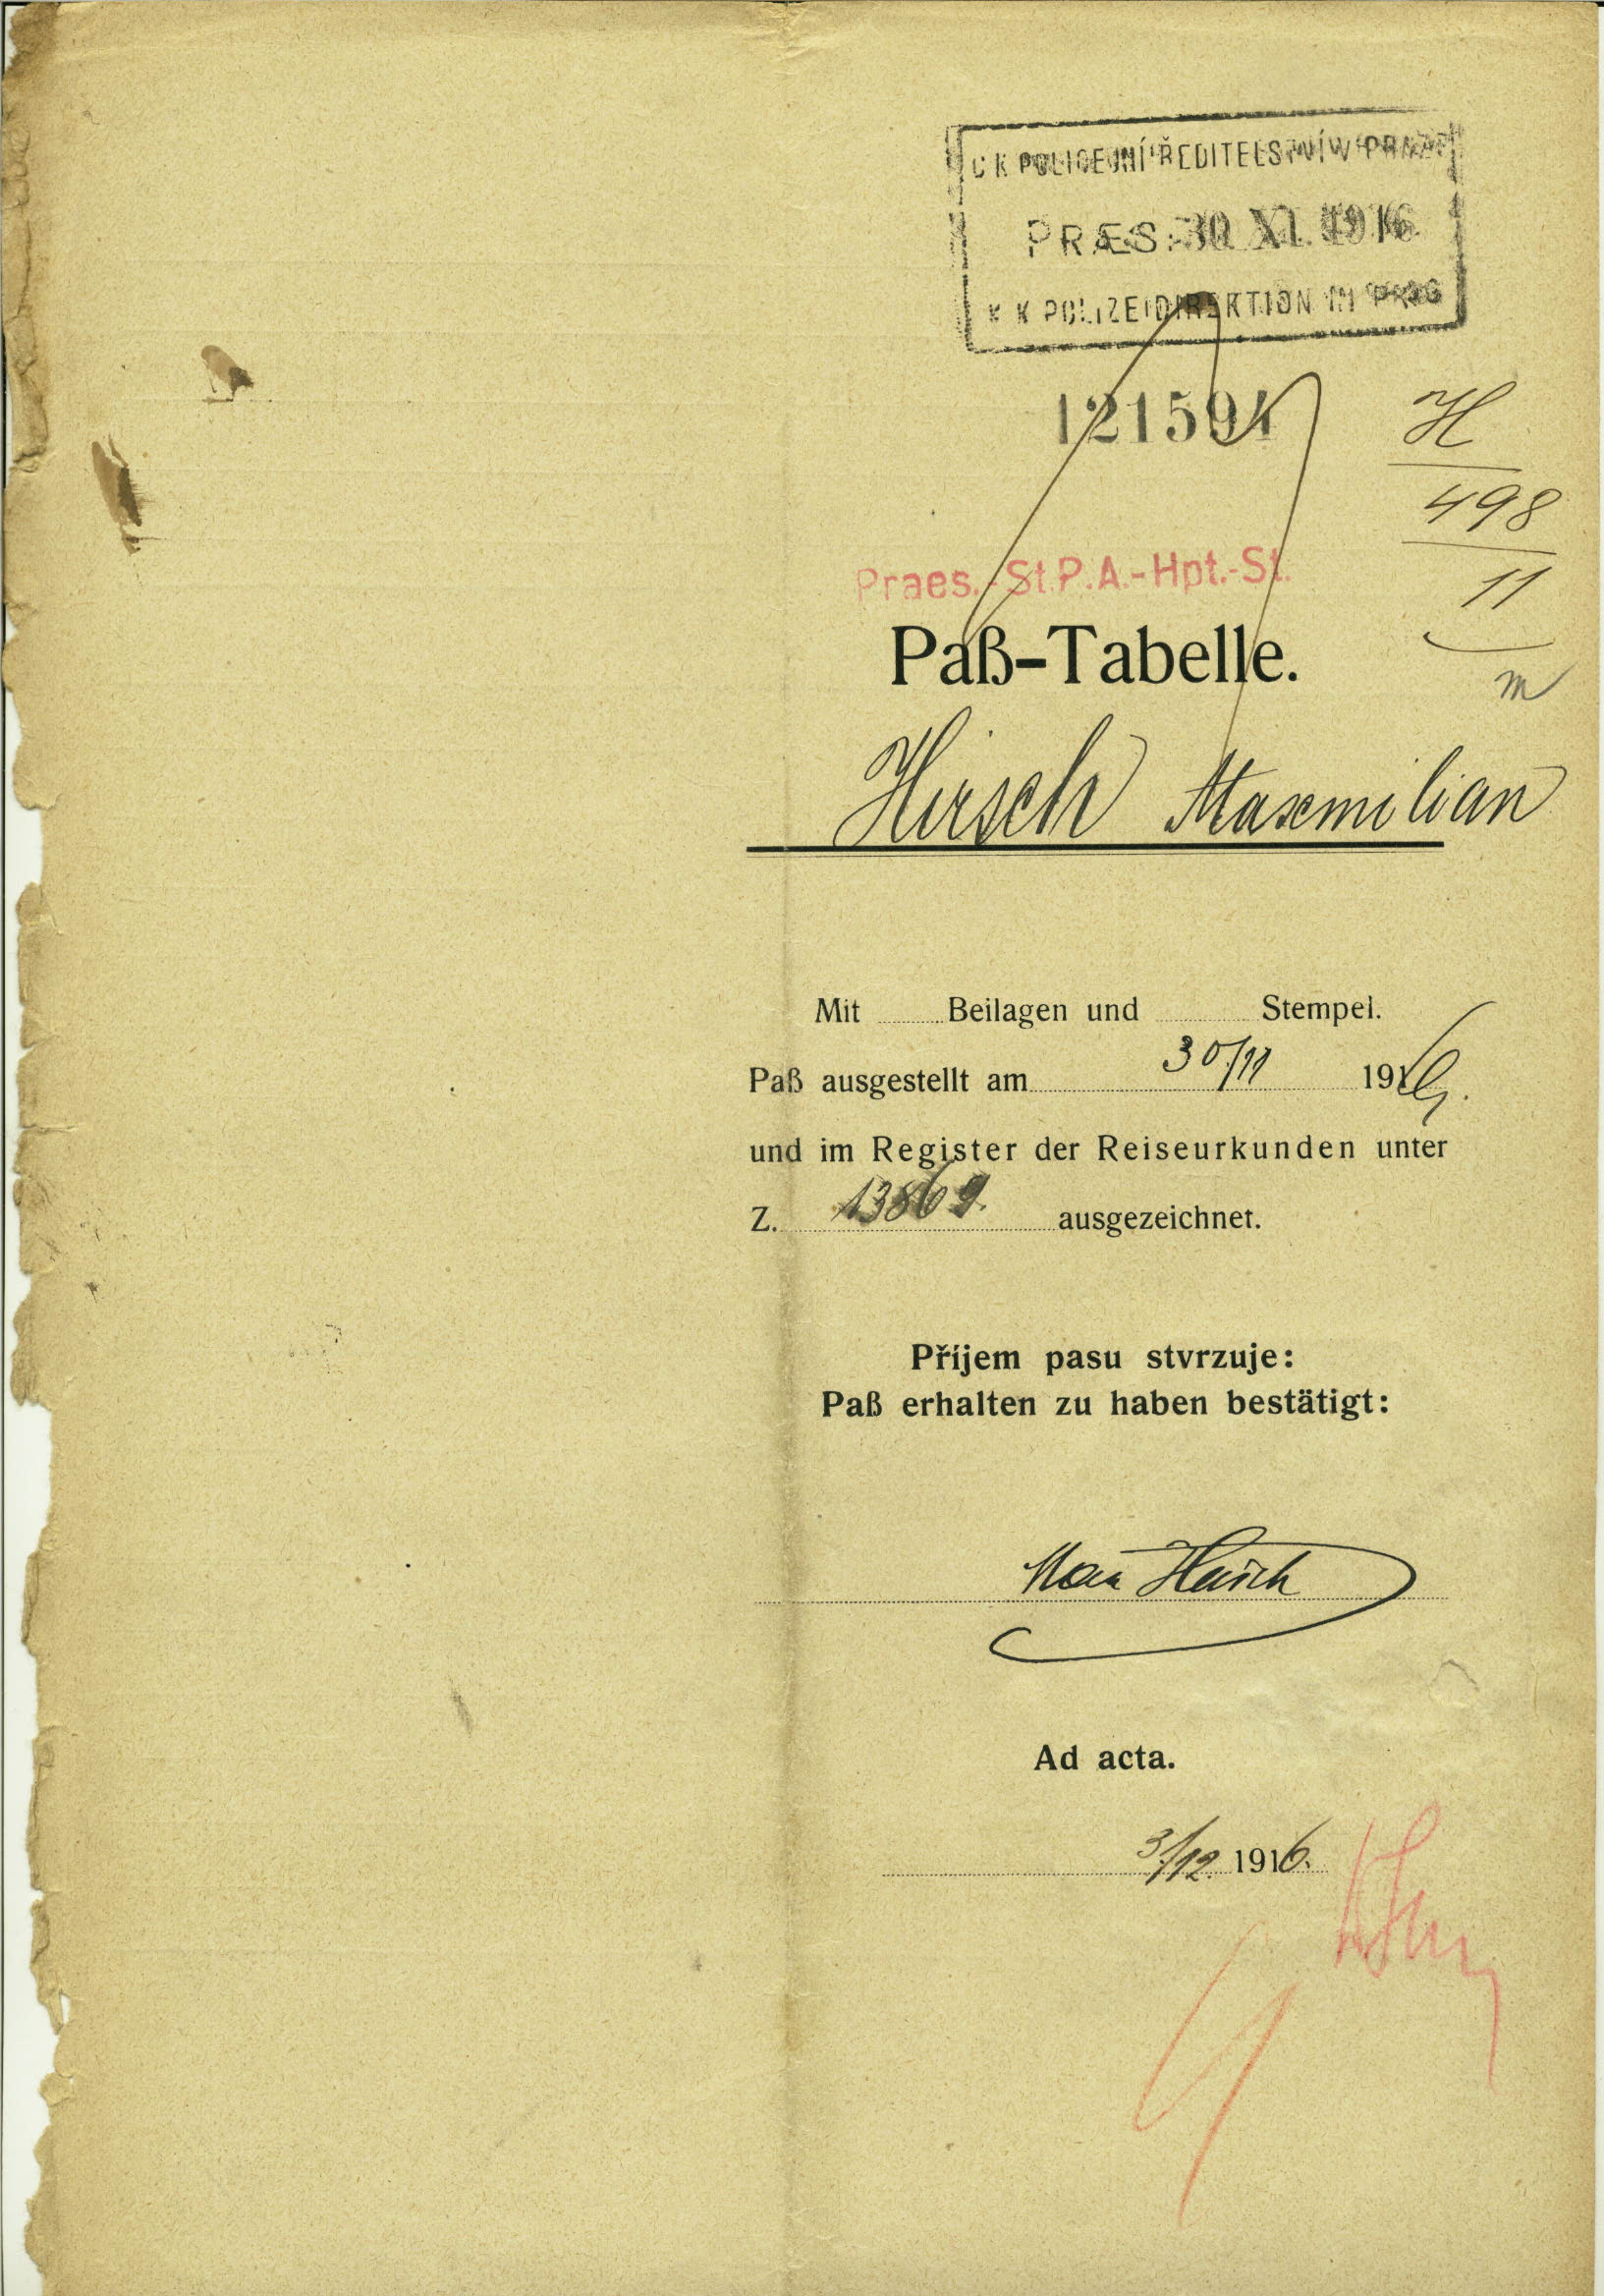 C K POLICEJNÍ ŘEDITELSTVÍ W PRAZE
PRÆS: 30 XI. 1916
K K POLIZEIDIREKTION IN PRAG
121594
H
498
11
m
Praes.-St.P.A.-Hpt.-St.
Paß-Tabelle.
Hirsch Maxmilian
Mit Beilagen und Stempel.
Paß ausgestellt am 30/11 1916.
und im Register der Reiseurkunden unter
Z. 13869. ausgezeichnet.
Příjem pasu stvrzuje:
Paß erhalten zu haben bestätigt:
Max Hirsch
Ad acta.
3/12. 1916.